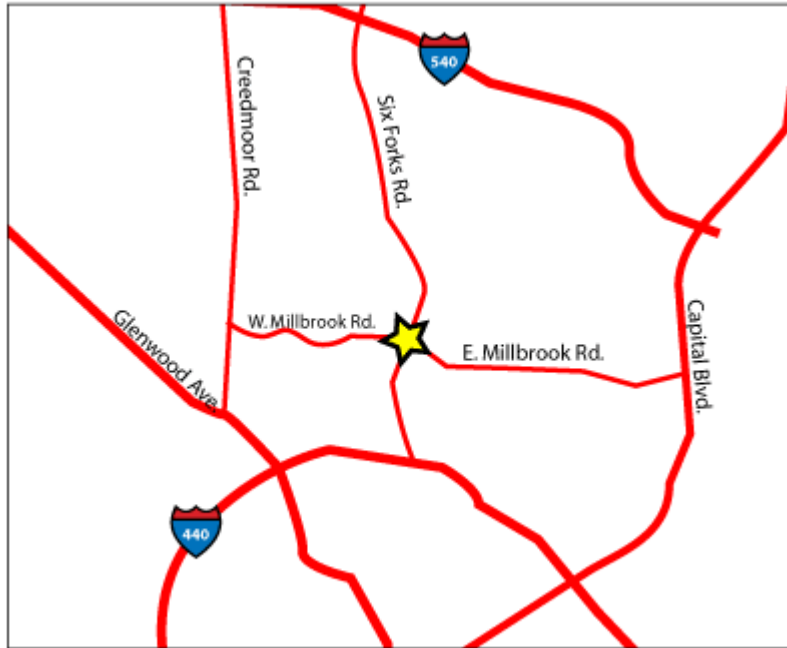 540
Creedmoor Rd.
Six Forks Rd.
W. Millbrook Rd.
E. Millbrook Rd.
Glenwood Ave.
Capital Blvd.
440